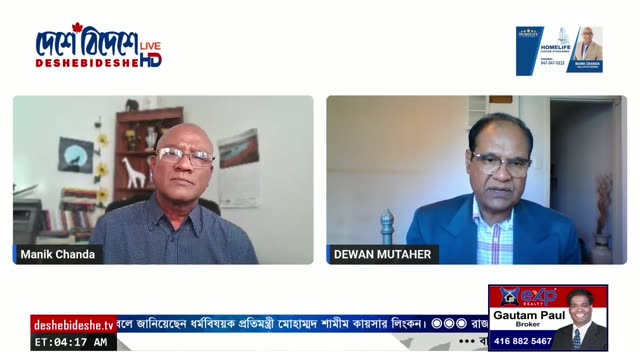 দেশে বিদেশে
LIVE
DESHEBIDESHE HD
HOMELIFE
MANIK CHANDA
Manik Chanda
DEWAN MUTAHER
eXp
REALTY
Gautam Paul
Broker
416 882 5467
deshebideshe.tv
বলে জানিয়েছেন ধর্মবিষয়ক প্রতিমন্ত্রী মোহাম্মদ শামীম কায়সার লিংকন। ◉◉◉ রাজ
ET:04:17 AM
••• বা